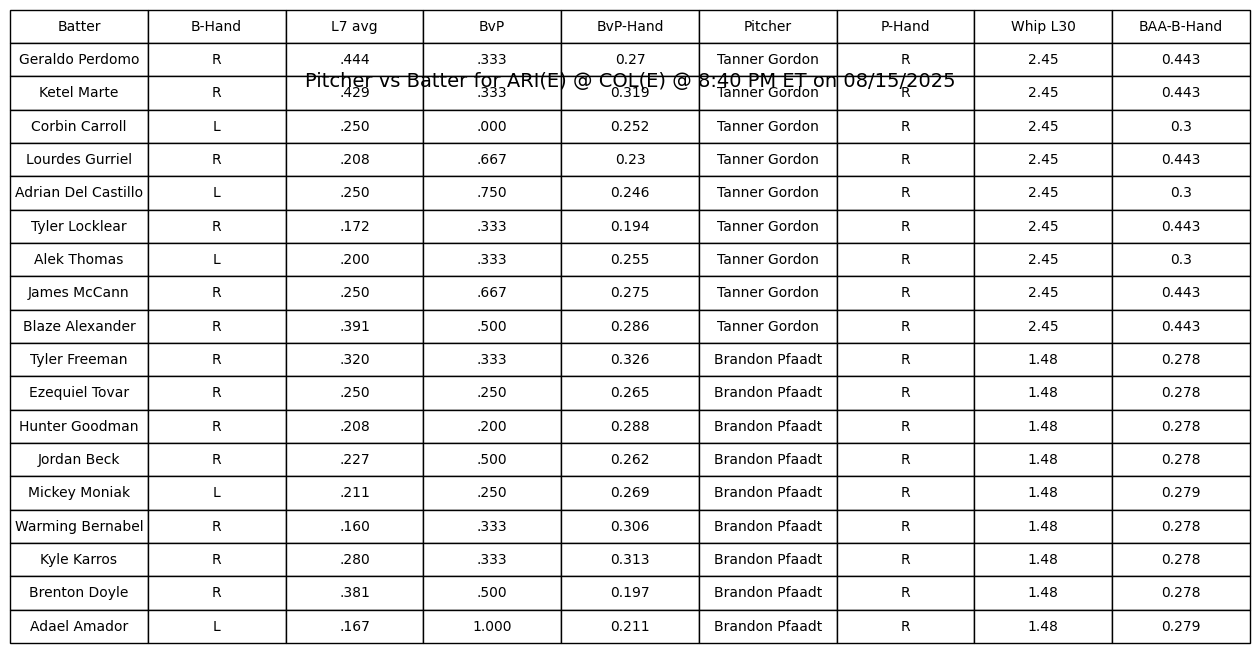 Batter B-Hand L7 avg BvP BvP-Hand Pitcher P-Hand Whip L30 BAA-B-Hand
Geraldo Perdomo R .444 .333 0.27 Tanner Gordon R 2.45 0.443
Pitcher vs Batter for ARI(E) @ COL(E) @ 8:40 PM ET on 08/15/2025
Ketel Marte R .429 .333 0.319 Tanner Gordon R 2.45 0.443
Corbin Carroll L .250 .000 0.252 Tanner Gordon R 2.45 0.3
Lourdes Gurriel R .208 .667 0.23 Tanner Gordon R 2.45 0.443
Adrian Del Castillo L .250 .750 0.246 Tanner Gordon R 2.45 0.3
Tyler Locklear R .172 .333 0.194 Tanner Gordon R 2.45 0.443
Alek Thomas L .200 .333 0.255 Tanner Gordon R 2.45 0.3
James McCann R .250 .667 0.275 Tanner Gordon R 2.45 0.443
Blaze Alexander R .391 .500 0.286 Tanner Gordon R 2.45 0.443
Tyler Freeman R .320 .333 0.326 Brandon Pfaadt R 1.48 0.278
Ezequiel Tovar R .250 .250 0.265 Brandon Pfaadt R 1.48 0.278
Hunter Goodman R .208 .200 0.288 Brandon Pfaadt R 1.48 0.278
Jordan Beck R .227 .500 0.262 Brandon Pfaadt R 1.48 0.278
Mickey Moniak L .211 .250 0.269 Brandon Pfaadt R 1.48 0.279
Warming Bernabel R .160 .333 0.306 Brandon Pfaadt R 1.48 0.278
Kyle Karros R .280 .333 0.313 Brandon Pfaadt R 1.48 0.278
Brenton Doyle R .381 .500 0.197 Brandon Pfaadt R 1.48 0.278
Adael Amador L .167 1.000 0.211 Brandon Pfaadt R 1.48 0.279